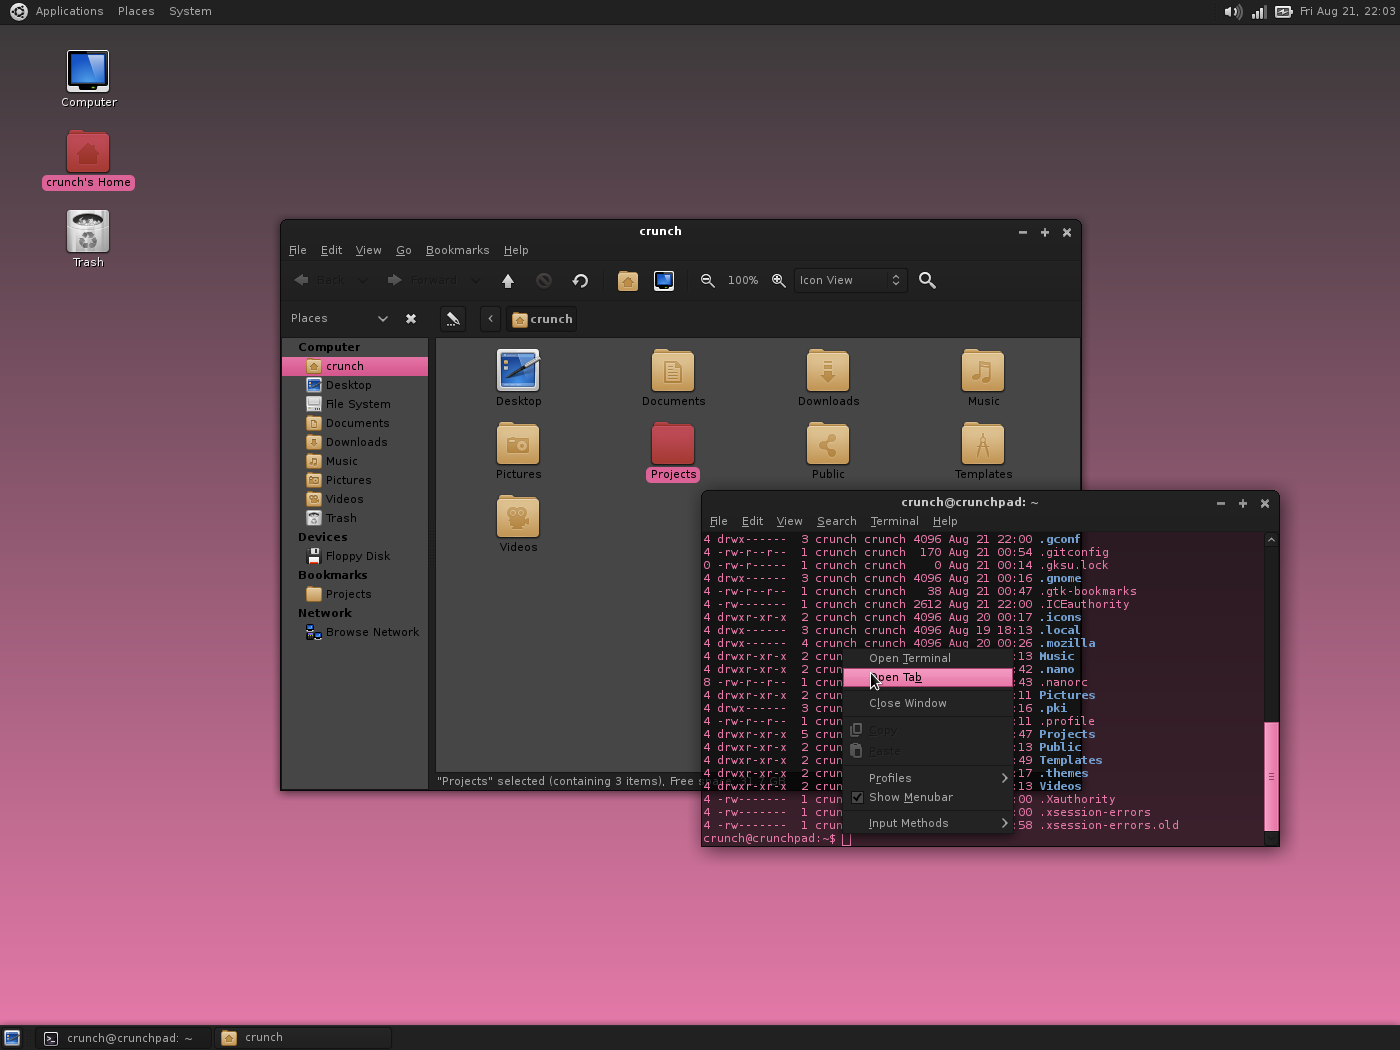 Applications Places System
Fri Aug 21, 22:03
Computer
crunch's Home
Trash
crunch
File Edit View Go Bookmarks Help
Back Forward 100% Icon View
Places crunch
Computer
crunch
Desktop
File System
Documents
Downloads
Music
Pictures
Videos
Trash
Devices
Floppy Disk
Bookmarks
Projects
Network
Browse Network
Desktop Documents Downloads Music
Pictures Projects Public Templates
Videos
"Projects" selected (containing 3 items), Free
crunch@crunchpad: ~
File Edit View Search Terminal Help
4 drwx------ 3 crunch crunch 4096 Aug 21 22:00 .gconf
4 -rw-r--r-- 1 crunch crunch 170 Aug 21 00:54 .gitconfig
0 -rw-r----- 1 crunch crunch 0 Aug 21 00:14 .gksu.lock
4 drwx------ 3 crunch crunch 4096 Aug 21 00:16 .gnome
4 -rw-r--r-- 1 crunch crunch 38 Aug 21 00:47 .gtk-bookmarks
4 -rw------- 1 crunch crunch 2612 Aug 21 22:00 .ICEauthority
4 drwxr-xr-x 2 crunch crunch 4096 Aug 20 00:17 .icons
4 drwx------ 3 crunch crunch 4096 Aug 19 18:13 .local
4 drwx------ 4 crunch crunch 4096 Aug 20 00:26 .mozilla
4 drwxr-xr-x 2 crun :13 Music
4 drwxr-xr-x 2 crun :42 .nano
8 -rw-r--r-- 1 crun :43 .nanorc
4 drwxr-xr-x 2 crun :11 Pictures
4 drwx------ 3 crun :16 .pki
4 -rw-r--r-- 1 crun :11 .profile
4 drwxr-xr-x 5 crun :47 Projects
4 drwxr-xr-x 2 crun :13 Public
4 drwxr-xr-x 2 crun :49 Templates
4 drwxr-xr-x 2 crun :17 .themes
4 drwxr-xr-x 2 crun :13 Videos
4 -rw------- 1 crun :00 .Xauthority
4 -rw------- 1 crun :00 .xsession-errors
4 -rw------- 1 crun :58 .xsession-errors.old
crunch@crunchpad:~$
Open Terminal
Open Tab
Close Window
Copy
Paste
Profiles
Show Menubar
Input Methods
crunch@crunchpad: ~ crunch